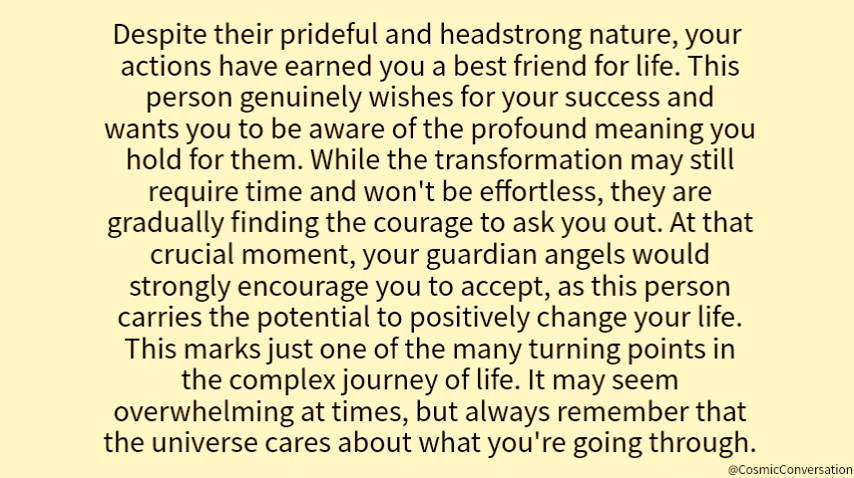 Despite their prideful and headstrong nature, your
actions have earned you a best friend for life. This
person genuinely wishes for your success and
wants you to be aware of the profound meaning you
hold for them. While the transformation may still
require time and won't be effortless, they are
gradually finding the courage to ask you out. At that
crucial moment, your guardian angels would
strongly encourage you to accept, as this person
carries the potential to positively change your life.
This marks just one of the many turning points in
the complex journey of life. It may seem
overwhelming at times, but always remember that
the universe cares about what you're going through.
@CosmicConversation